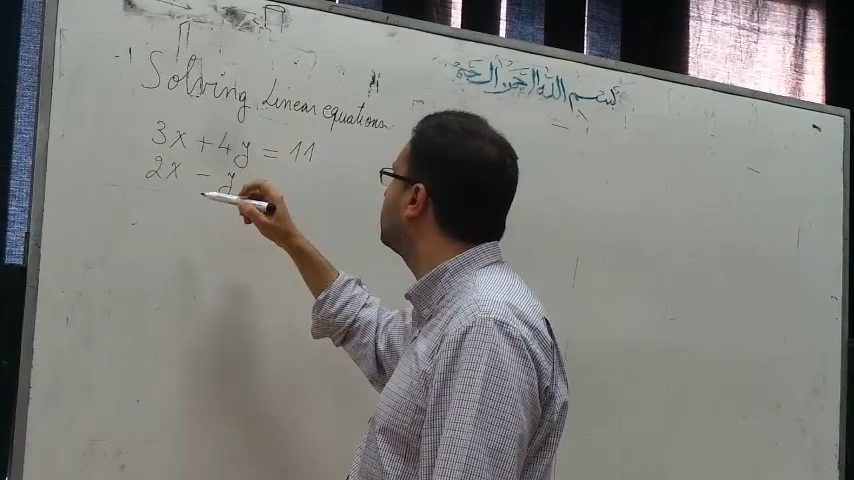 بسم الله الرحمن الرحيم
Solving Linear equations
3x + 4y = 11
2x - y